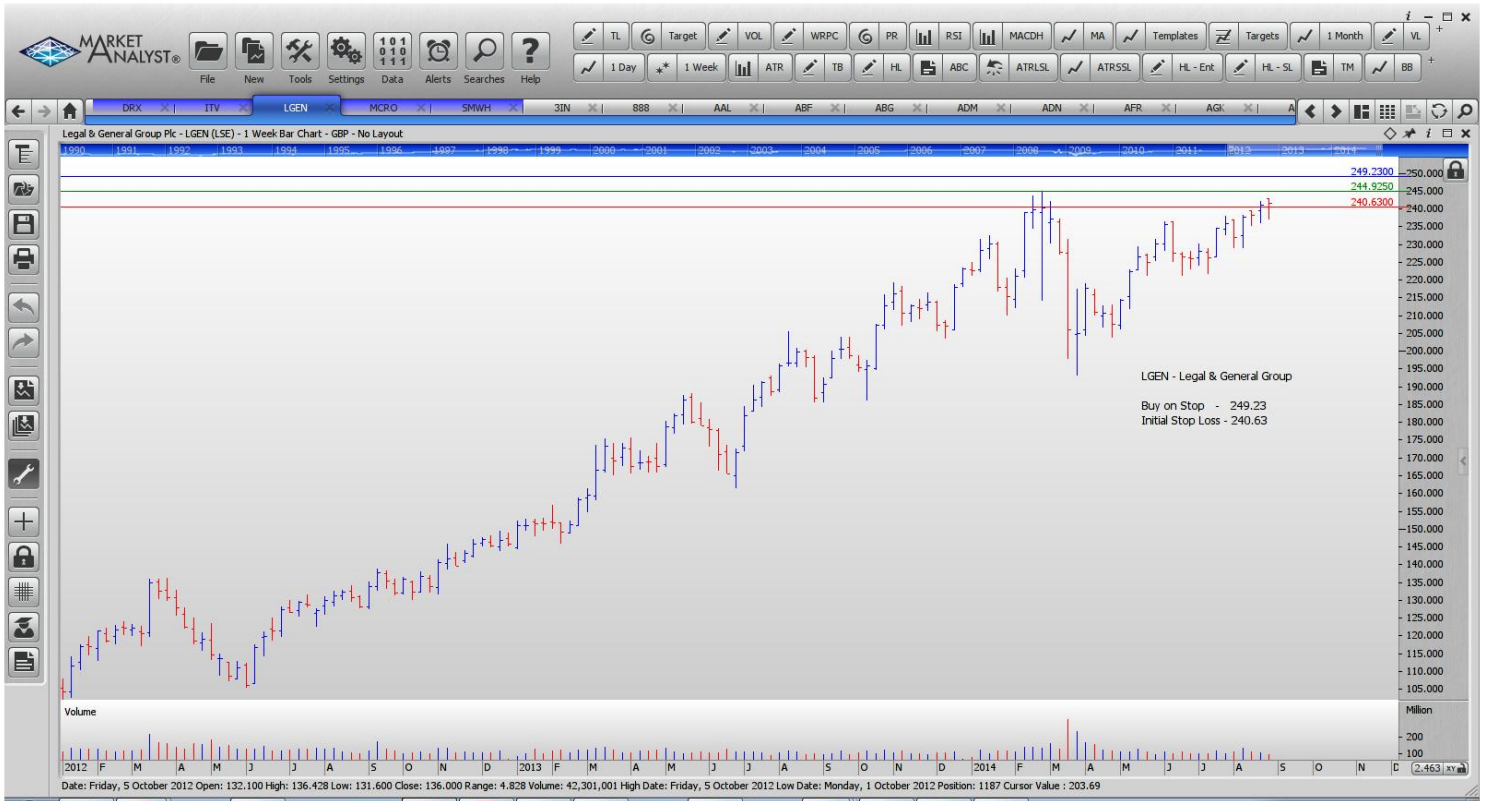 MARKET
ANALYST®
File New Tools Settings Data Alerts Searches Help
TL Target VOL WRPC PR RSI MACDH MA Templates Targets 1 Month VL
1 Day 1 Week ATR TB HL ABC ATRLSL ATRSSL HL - Ent HL - SL TM BB
DRX ITV LGEN MCRO SMWH 3IN 888 AAL ABF ABG ADM ADN AFR AGK A
Legal & General Group Plc - LGEN (LSE) - 1 Week Bar Chart - GBP - No Layout
1990 1991 1992 1993 1994 1995 1996 1997 1998 1999 2000 2001 2002 2003 2004 2005 2006 2007 2008 2009 2010 2011 2012 2013 2014
249.2300
244.9250
240.6300
250.000
245.000
240.000
235.000
230.000
225.000
220.000
215.000
210.000
205.000
200.000
195.000
190.000
185.000
180.000
175.000
170.000
165.000
160.000
155.000
150.000
145.000
140.000
135.000
130.000
125.000
120.000
115.000
110.000
105.000
LGEN - Legal & General Group
Buy on Stop - 249.23
Initial Stop Loss - 240.63
Volume
Million
200
100
2012 F M A M J J A S O N D 2013 F M A M J J A S O N D 2014 F M A M J J A S O N D
2.463 XY
Date: Friday, 5 October 2012 Open: 132.100 High: 136.428 Low: 131.600 Close: 136.000 Range: 4.828 Volume: 42,301,001 High Date: Friday, 5 October 2012 Low Date: Monday, 1 October 2012 Position: 1187 Cursor Value : 203.69